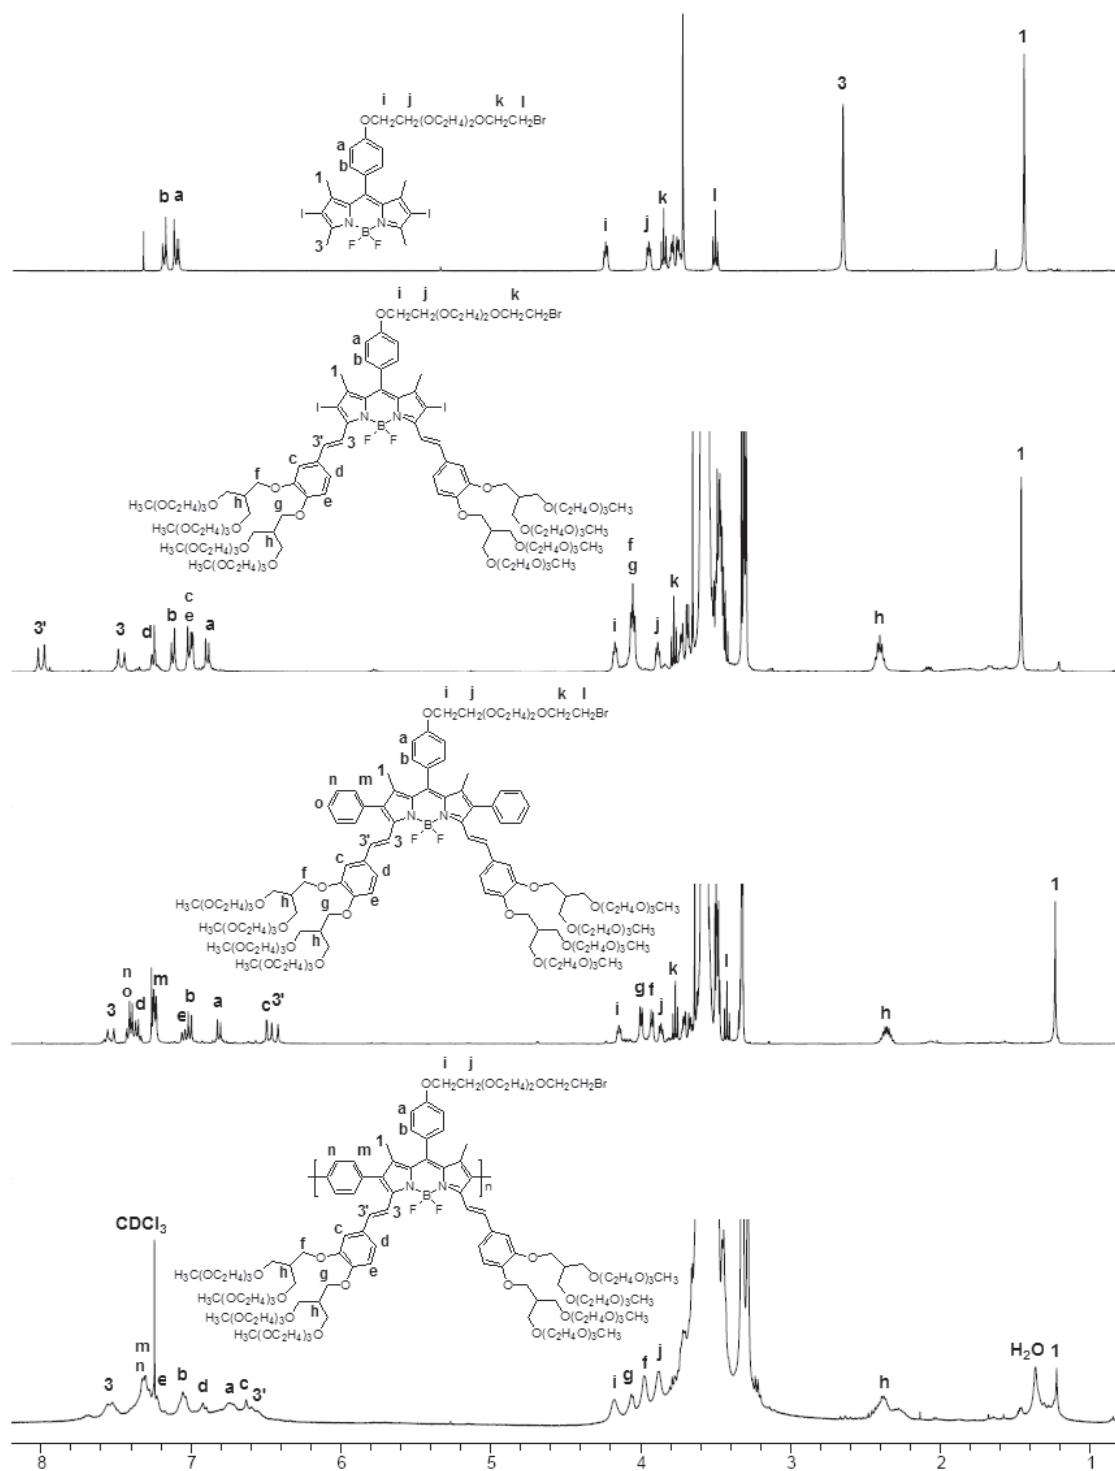 1
3
i j k l
OCH₂CH₂(OC₂H₄)₂OCH₂CH₂Br
a
b
1
I I
N N
B
F F
3
b a
i j k l
i j k
OCH₂CH₂(OC₂H₄)₂OCH₂CH₂Br
a
b
1
I I
N N
B
F F
3' 3
c
d
e
f
g
h
h
O O
O O
H₃C(OC₂H₄)₃O
H₃C(OC₂H₄)₃O
H₃C(OC₂H₄)₃O
H₃C(OC₂H₄)₃O
O(C₂H₄O)₃CH₃
O(C₂H₄O)₃CH₃
O(C₂H₄O)₃CH₃
O(C₂H₄O)₃CH₃
1
f
g
k
h
3' 3 d b c e a
i j
i j k l
OCH₂CH₂(OC₂H₄)₂OCH₂CH₂Br
a
b
n m 1
o
N N
B
F F
3' 3
c
d
e
f
g
h
h
O O
O O
H₃C(OC₂H₄)₃O
H₃C(OC₂H₄)₃O
H₃C(OC₂H₄)₃O
H₃C(OC₂H₄)₃O
O(C₂H₄O)₃CH₃
O(C₂H₄O)₃CH₃
O(C₂H₄O)₃CH₃
O(C₂H₄O)₃CH₃
1
n
o m
3 d e b a c 3'
i g f j k l h
i j
OCH₂CH₂(OC₂H₄)₂OCH₂CH₂Br
a
b
n m 1
N N
B
F F
n
3' 3
c
d
e
f
g
h
h
O O
O O
H₃C(OC₂H₄)₃O
H₃C(OC₂H₄)₃O
H₃C(OC₂H₄)₃O
H₃C(OC₂H₄)₃O
O(C₂H₄O)₃CH₃
O(C₂H₄O)₃CH₃
O(C₂H₄O)₃CH₃
O(C₂H₄O)₃CH₃
CDCl₃
m
n
3 e b d a c 3'
i g f j
h
H₂O 1
8 7 6 5 4 3 2 1